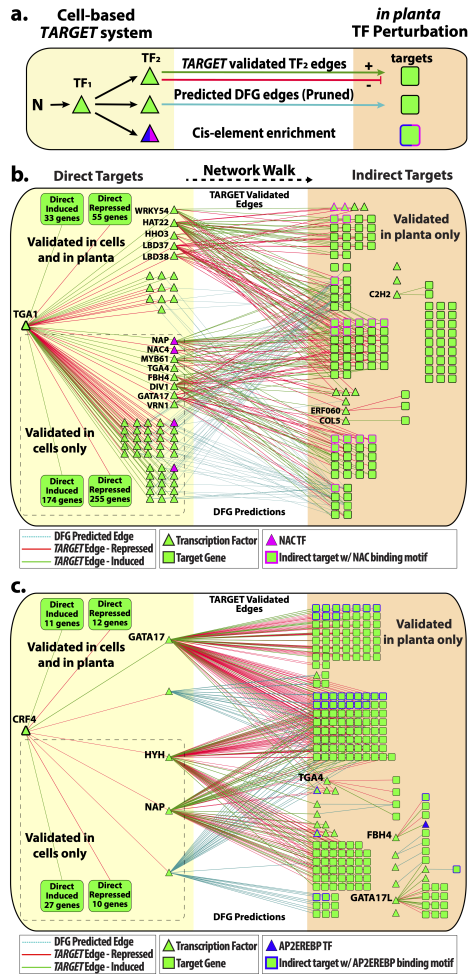 a.
Cell-based
TARGET system
in planta
TF Perturbation
TF₂
TARGET validated TF₂ edges
+
-
targets
N
TF₁
Predicted DFG edges (Pruned)
Cis-element enrichment
b.
Direct Targets
Network Walk
Indirect Targets
Direct
Induced
33 genes
Direct
Repressed
55 genes
Validated in cells
and in planta
TARGET Validated
Edges
Validated
in planta only
WRKY54
HAT22
HHO3
LBD37
LBD38
C2H2
TGA1
NAP
NAC4
MYB61
TGA4
FBH4
DIV1
GATA17
VRN1
ERF060
COL5
Validated in
cells only
Direct
Induced
174 genes
Direct
Repressed
255 genes
DFG Predictions
DFG Predicted Edge
TARGET Edge - Repressed
TARGET Edge - Induced
Transcription Factor
Target Gene
NAC TF
Indirect target w/ NAC binding motif
c.
Direct
Induced
11 genes
Direct
Repressed
12 genes
Validated in cells
and in planta
TARGET Validated
Edges
Validated
in planta only
GATA17
CRF4
HYH
NAP
TGA4
FBH4
GATA17L
Validated in
cells only
Direct
Induced
27 genes
Direct
Repressed
10 genes
DFG Predictions
DFG Predicted Edge
TARGET Edge - Repressed
TARGET Edge - Induced
Transcription Factor
Target Gene
AP2EREBP TF
Indirect target w/ AP2EREBP binding motif